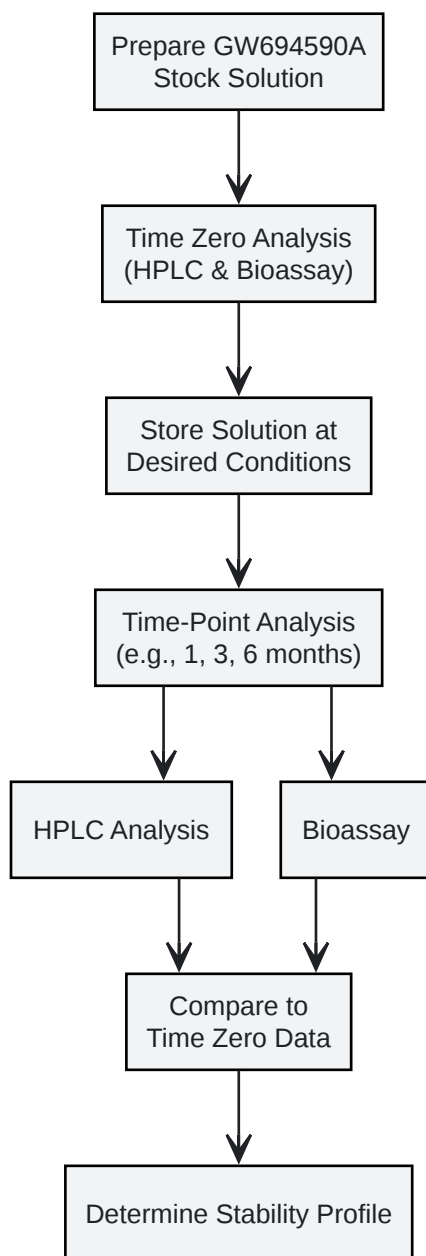 Prepare GW694590A
Stock Solution
Time Zero Analysis
(HPLC & Bioassay)
Store Solution at
Desired Conditions
Time-Point Analysis
(e.g., 1, 3, 6 months)
HPLC Analysis
Bioassay
Compare to
Time Zero Data
Determine Stability Profile